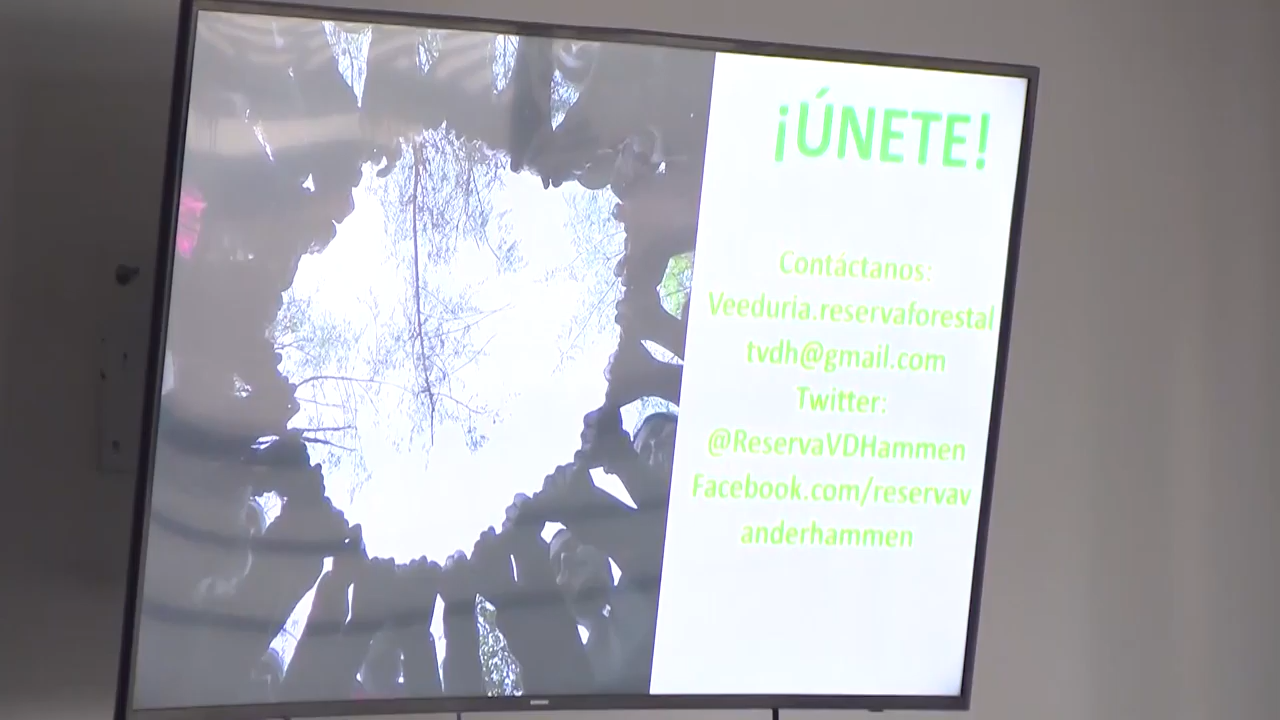 ¡ÚNETE!
Contáctanos:
Veeduria.reservaforestal
tvdh@gmail.com
Twitter:
@ReservaVDHammen
Facebook.com/reservav
anderhammen